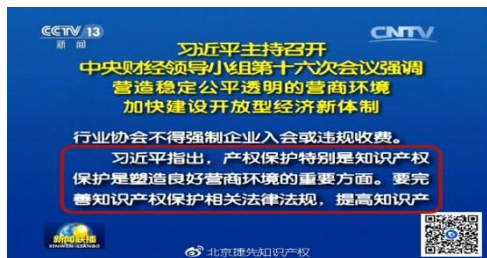 CCTV 13
新闻
CNTV
习近平主持召开
中央财经领导小组第十六次会议强调
营造稳定公平透明的营商环境
加快建设开放型经济新体制
行业协会不得强制企业入会或违规收费。
习近平指出，产权保护特别是知识产权
保护是塑造良好营商环境的重要方面。要完
善知识产权保护相关法律法规，提高知识产
新闻联播
XINWEN LIANBO
北京捷先知识产权